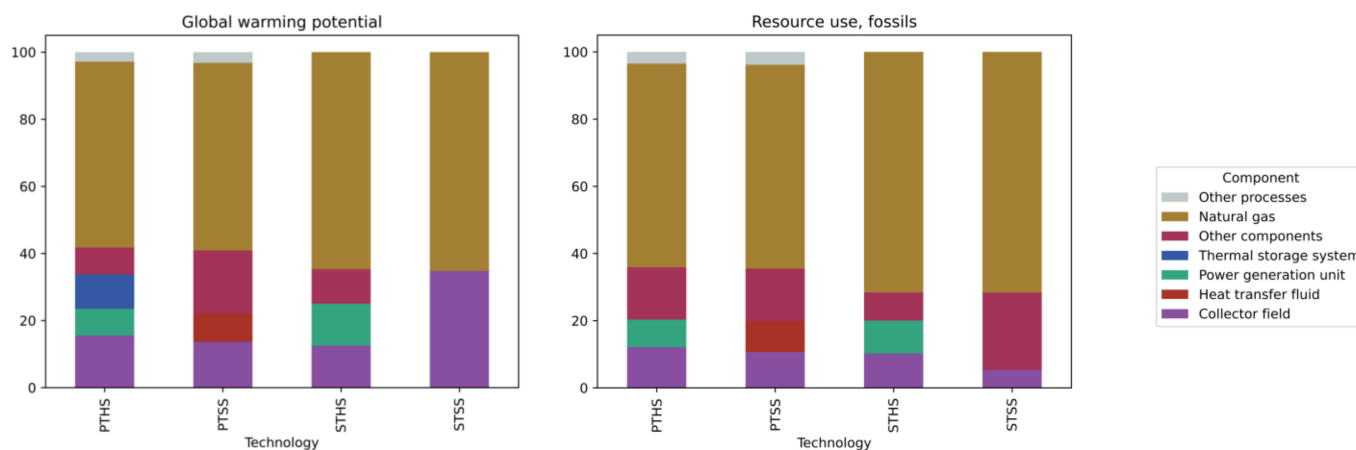 Global warming potential
100
80
60
40
20
0
PTHS
PTSS
STHS
STSS
Technology
Resource use, fossils
100
80
60
40
20
0
PTHS
PTSS
STHS
STSS
Technology
Component
Other processes
Natural gas
Other components
Thermal storage system
Power generation unit
Heat transfer fluid
Collector field